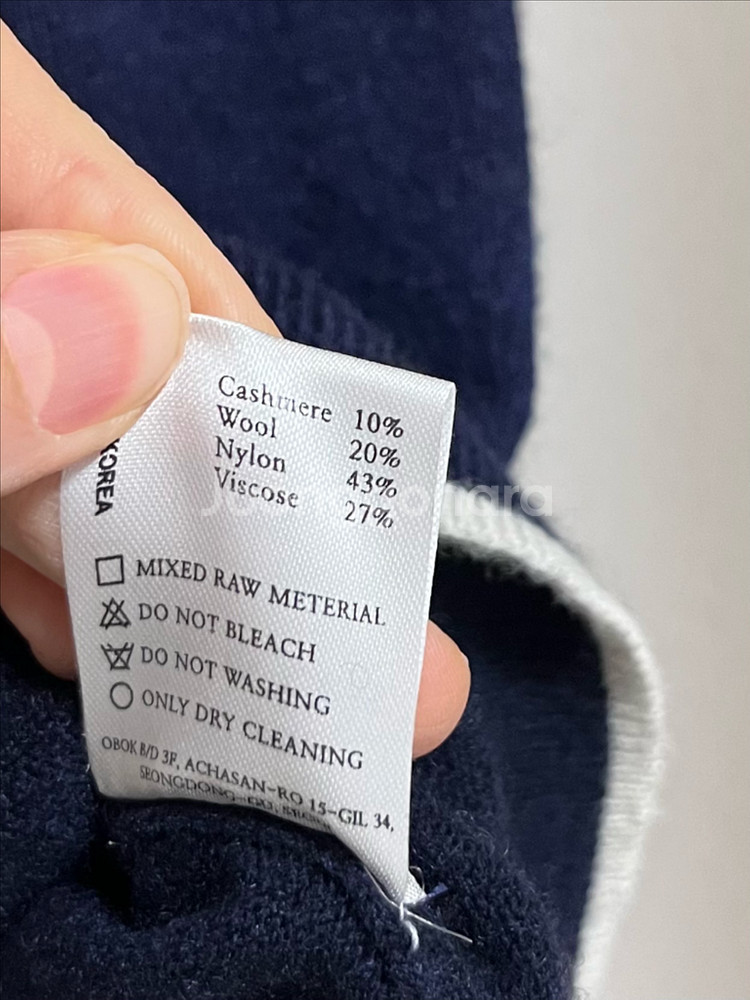 Cashmere 10%
Wool 20%
Nylon 43%
Viscose 27%
KOREA
MIXED RAW METERIAL
DO NOT BLEACH
DO NOT WASHING
ONLY DRY CLEANING
OBOK B/D 3F, ACHASAN-RO 15-GIL 34,
SEONGDONG-GU,